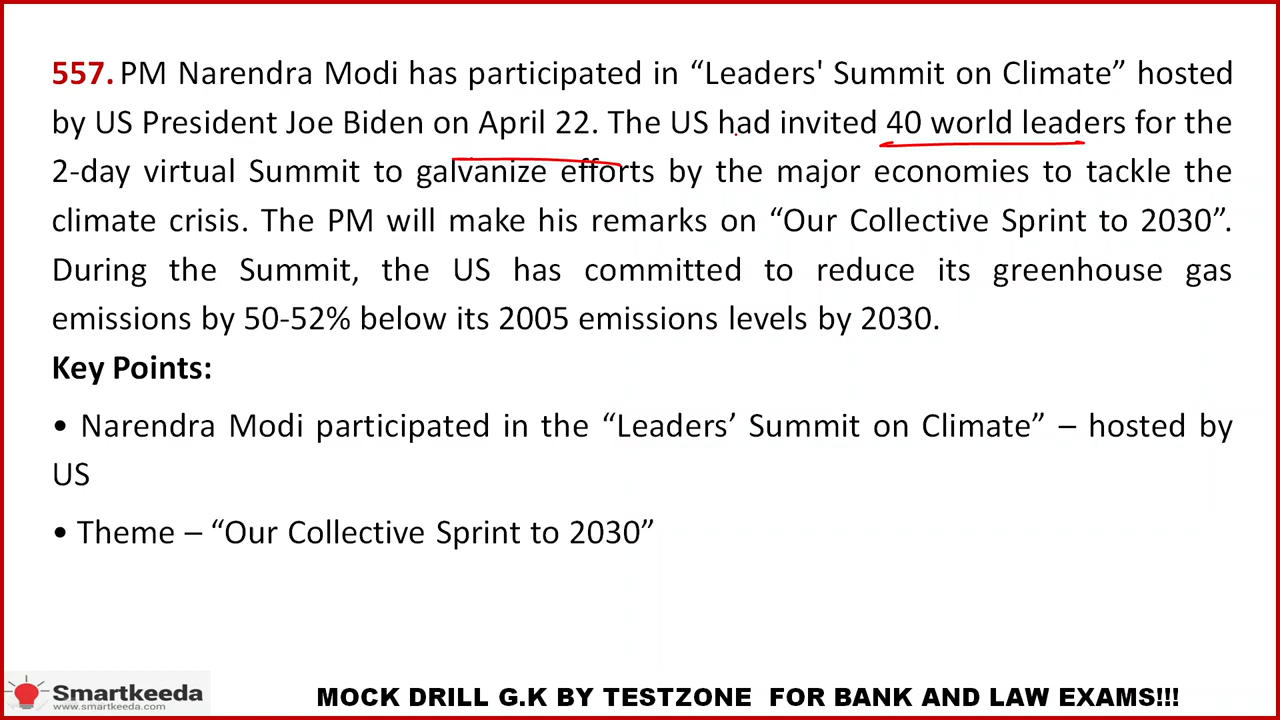 557. PM Narendra Modi has participated in “Leaders' Summit on Climate” hosted
by US President Joe Biden on April 22. The US had invited 40 world leaders for the
2-day virtual Summit to galvanize efforts by the major economies to tackle the
climate crisis. The PM will make his remarks on “Our Collective Sprint to 2030”.
During the Summit, the US has committed to reduce its greenhouse gas
emissions by 50-52% below its 2005 emissions levels by 2030.
Key Points:
• Narendra Modi participated in the “Leaders’ Summit on Climate” – hosted by
US
• Theme – “Our Collective Sprint to 2030”
Smartkeeda
www.smartkeeda.com
MOCK DRILL G.K BY TESTZONE FOR BANK AND LAW EXAMS!!!